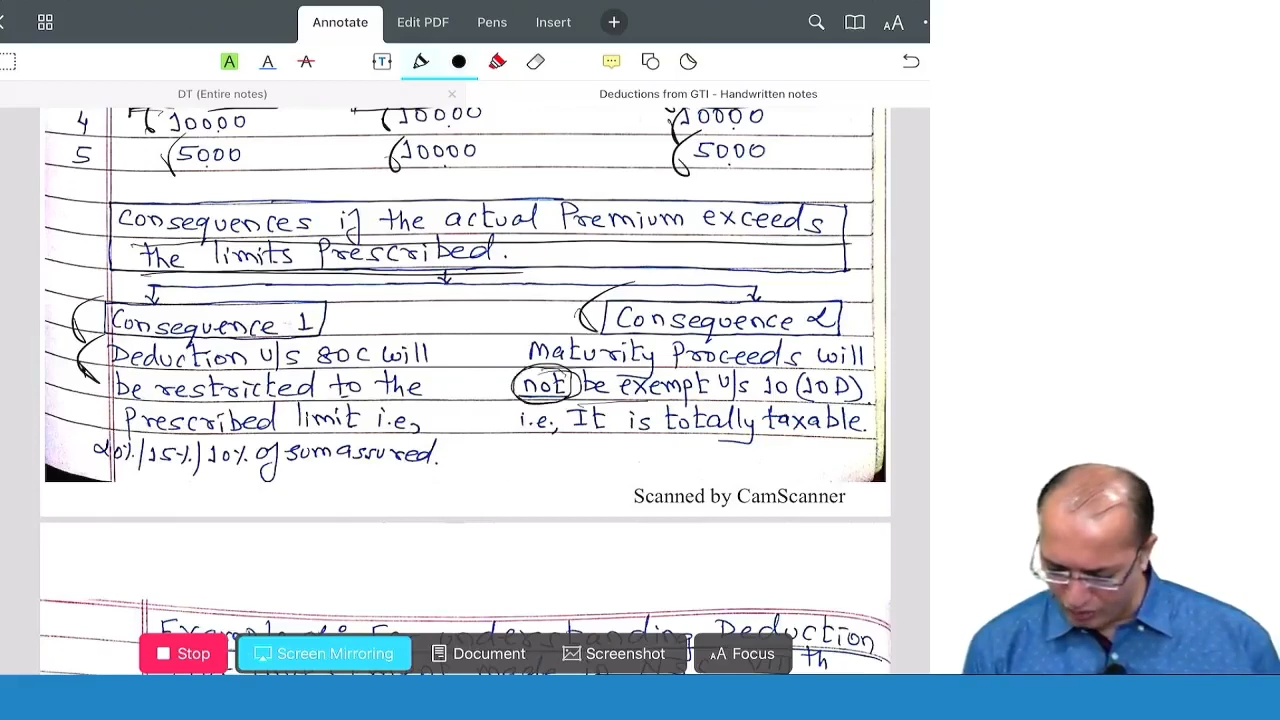 Annotate Edit PDF Pens Insert
DT (Entire notes) Deductions from GTI - Handwritten notes
4 10000 10000 10000
5 5000 10000 5000
Consequences if the actual Premium exceeds
the limits Prescribed.
Consequence 1
Deduction u/s 80C will
be restricted to the
Prescribed limit i.e,
20%/15%/10% of sum assured.
Consequence 2
Maturity Proceeds will
not be exempt u/s 10(10D).
i.e., It is totally taxable.
Scanned by CamScanner
understanding Deduction
Stop Screen Mirroring Document Screenshot AA Focus